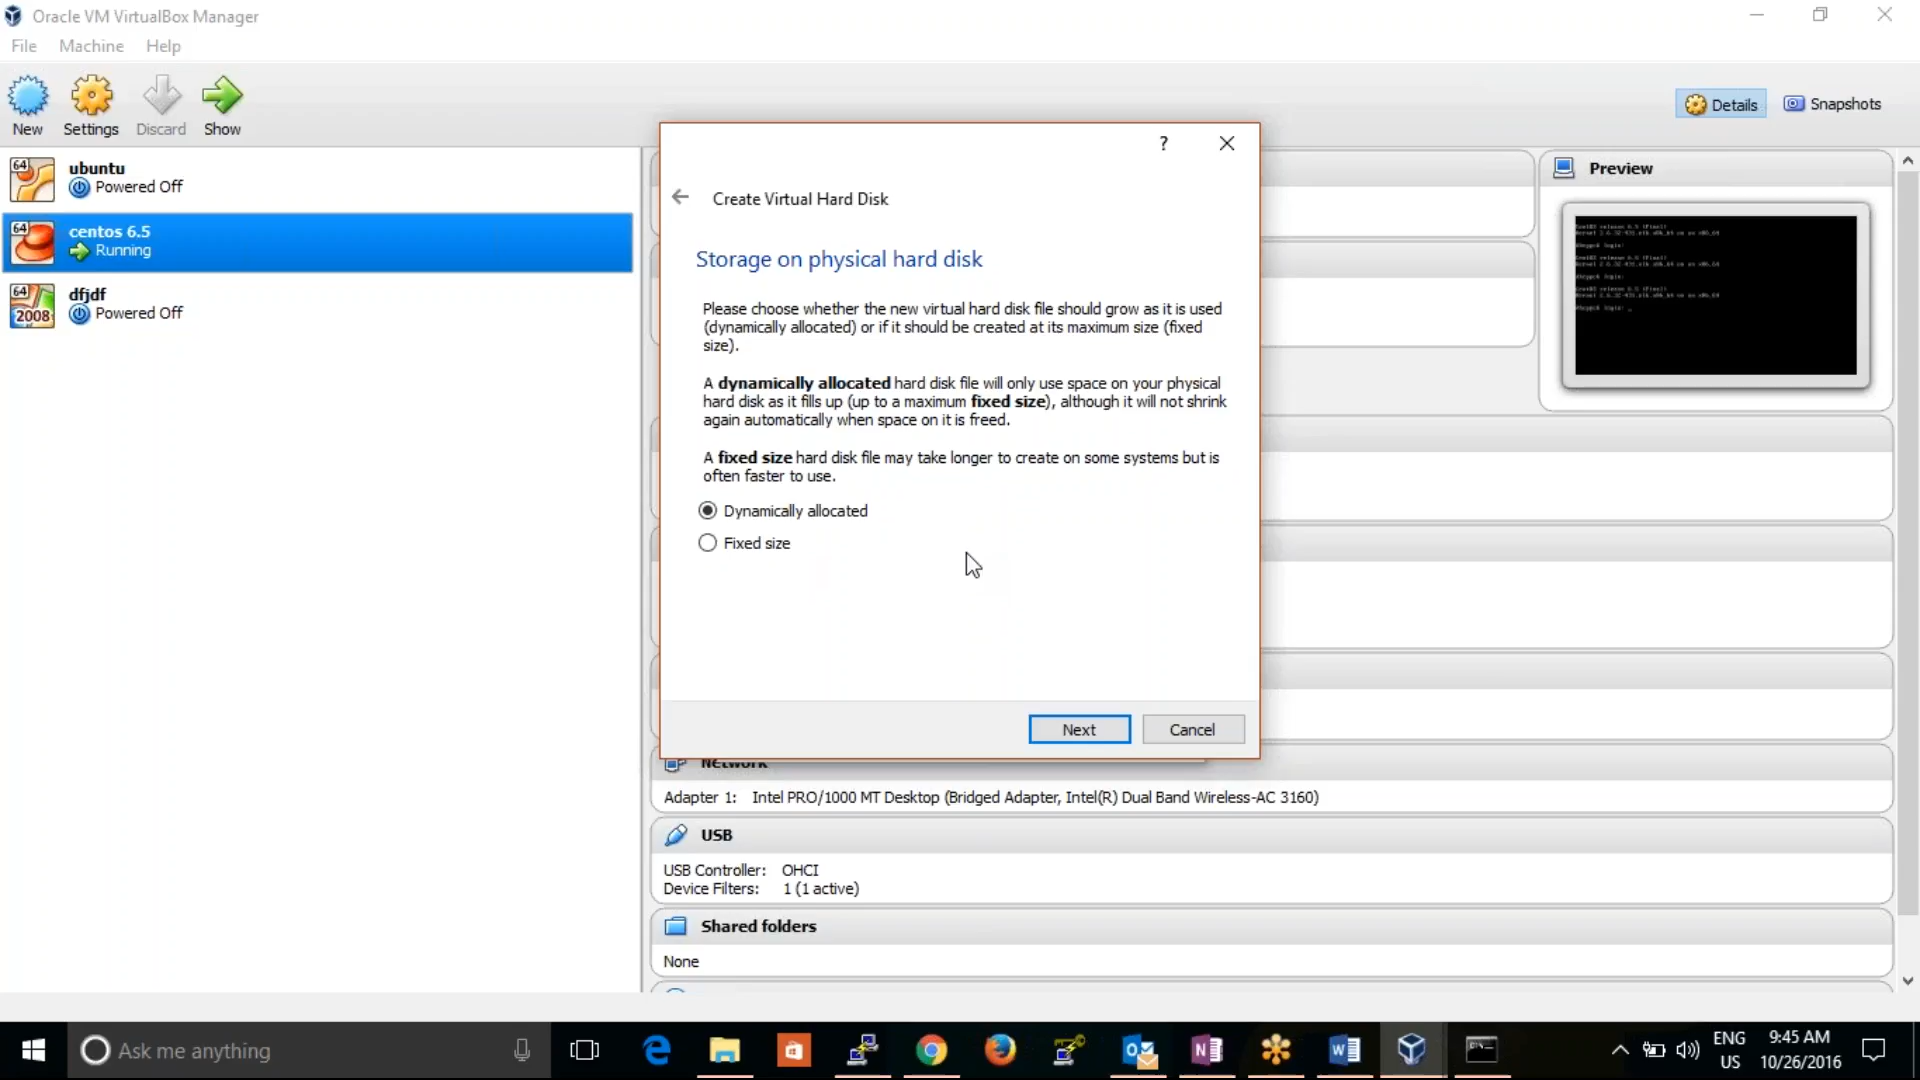 Oracle VM VirtualBox Manager
File Machine Help
New Settings Discard Show
Details Snapshots
64 ubuntu
Powered Off
64 centos 6.5
Running
64 2008 dfjdf
Powered Off
?
Create Virtual Hard Disk
Storage on physical hard disk
Please choose whether the new virtual hard disk file should grow as it is used
(dynamically allocated) or if it should be created at its maximum size (fixed
size).
A dynamically allocated hard disk file will only use space on your physical
hard disk as it fills up (up to a maximum fixed size), although it will not shrink
again automatically when space on it is freed.
A fixed size hard disk file may take longer to create on some systems but is
often faster to use.
Dynamically allocated
Fixed size
Next Cancel
Preview
Network
Adapter 1: Intel PRO/1000 MT Desktop (Bridged Adapter, Intel(R) Dual Band Wireless-AC 3160)
USB
USB Controller: OHCI
Device Filters: 1 (1 active)
Shared folders
None
Ask me anything
ENG
US
9:45 AM
10/26/2016